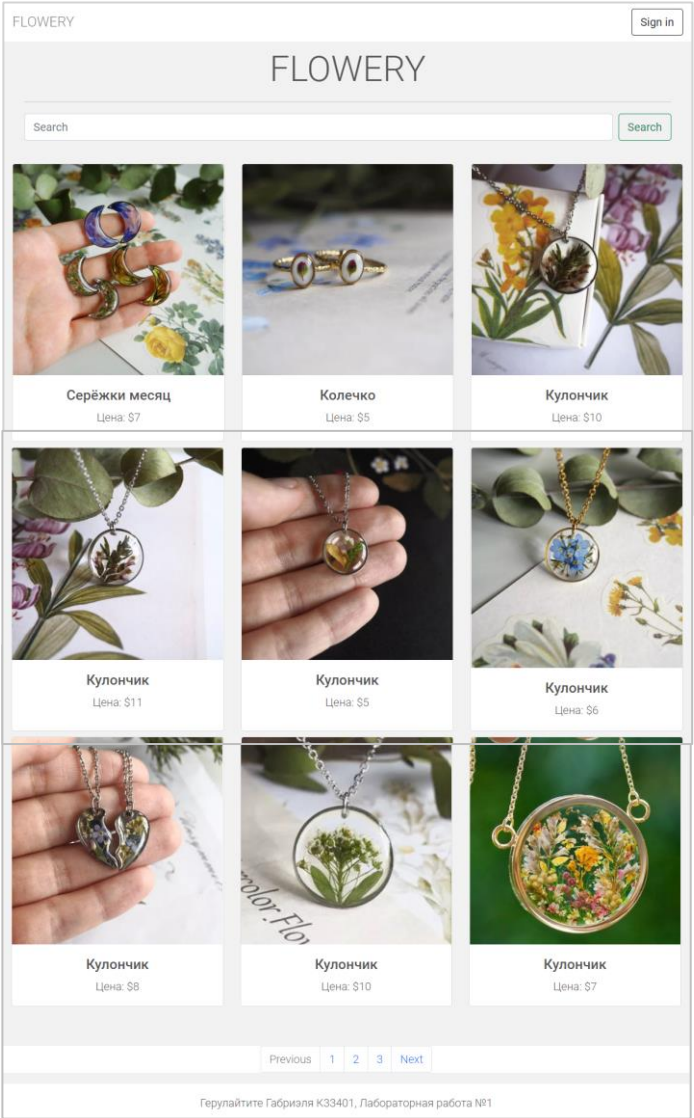 FLOWERY
Sign in
FLOWERY
Search
Search
Серёжки месяц
Цена: $7
Колечко
Цена: $5
Кулончик
Цена: $10
Кулончик
Цена: $11
Кулончик
Цена: $5
Кулончик
Цена: $6
Кулончик
Цена: $8
Кулончик
Цена: $10
Кулончик
Цена: $7
Previous 1 2 3 Next
Герулайтите Габриэля К33401, Лабораторная работа №1